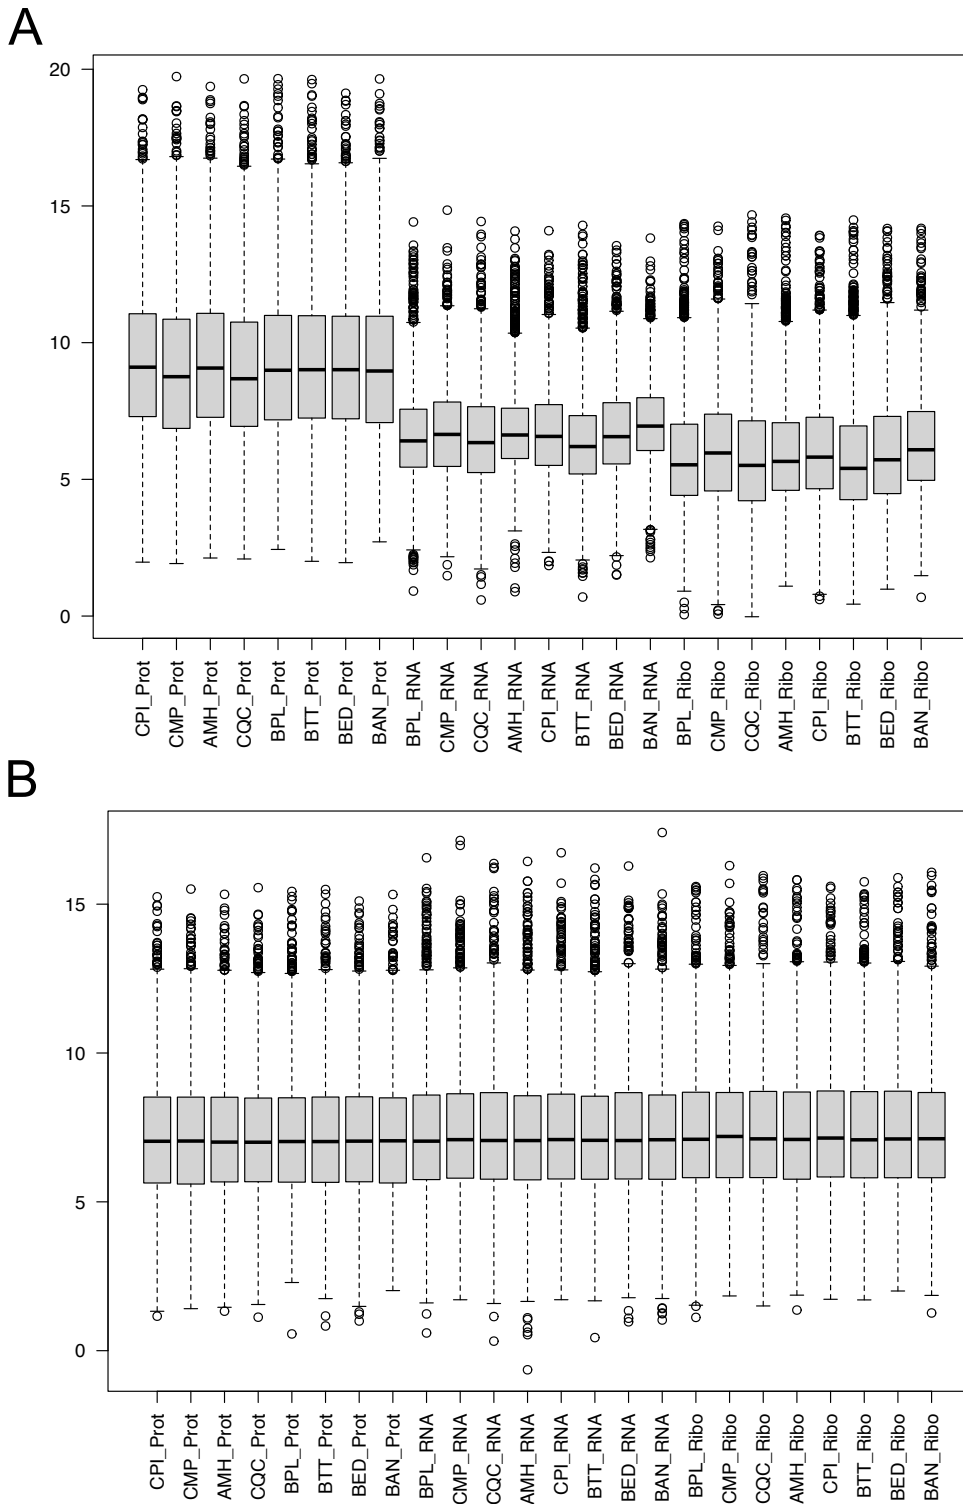 A
20
15
10
5
0
CPI_Prot
CMP_Prot
AMH_Prot
CQC_Prot
BPL_Prot
BTT_Prot
BED_Prot
BAN_Prot
BPL_RNA
CMP_RNA
CQC_RNA
AMH_RNA
CPI_RNA
BTT_RNA
BED_RNA
BAN_RNA
BPL_Ribo
CMP_Ribo
CQC_Ribo
AMH_Ribo
CPI_Ribo
BTT_Ribo
BED_Ribo
BAN_Ribo
B
15
10
5
0
CPI_Prot
CMP_Prot
AMH_Prot
CQC_Prot
BPL_Prot
BTT_Prot
BED_Prot
BAN_Prot
BPL_RNA
CMP_RNA
CQC_RNA
AMH_RNA
CPI_RNA
BTT_RNA
BED_RNA
BAN_RNA
BPL_Ribo
CMP_Ribo
CQC_Ribo
AMH_Ribo
CPI_Ribo
BTT_Ribo
BED_Ribo
BAN_Ribo